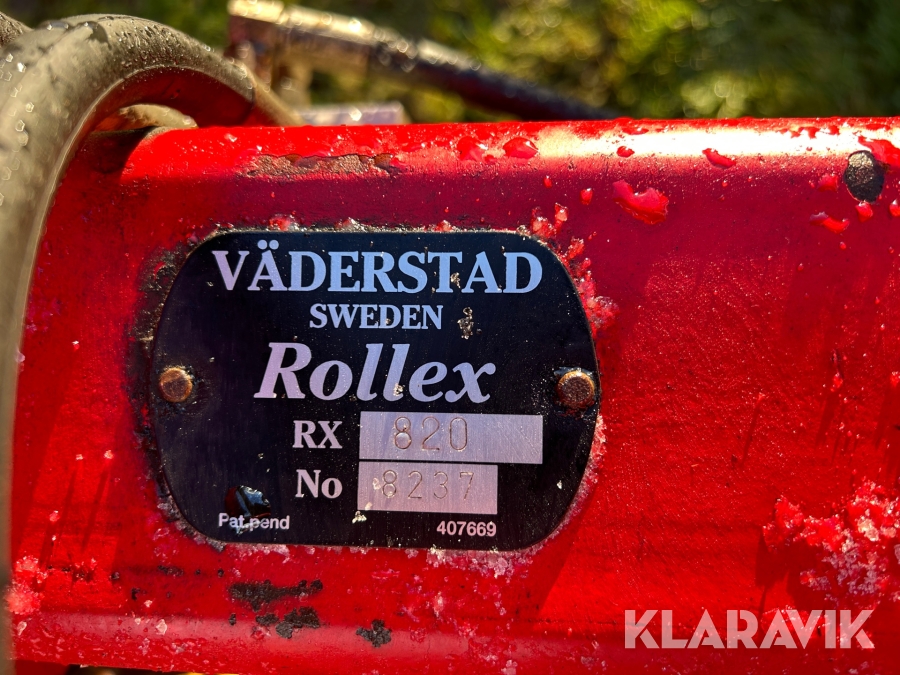 VÄDERSTAD
SWEDEN
Rollex
RX 820
No 8237
Pat.pend 407669
KLARAVIK